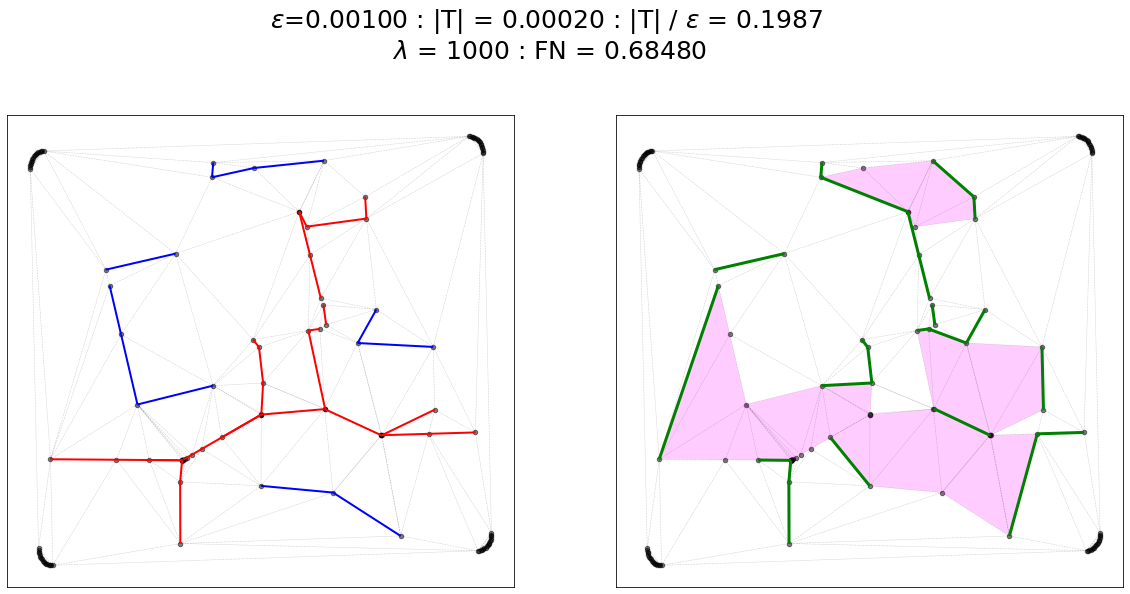 ε=0.00100 : |T| = 0.00020 : |T| / ε = 0.1987
λ = 1000 : FN = 0.68480